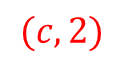 (c, 2)